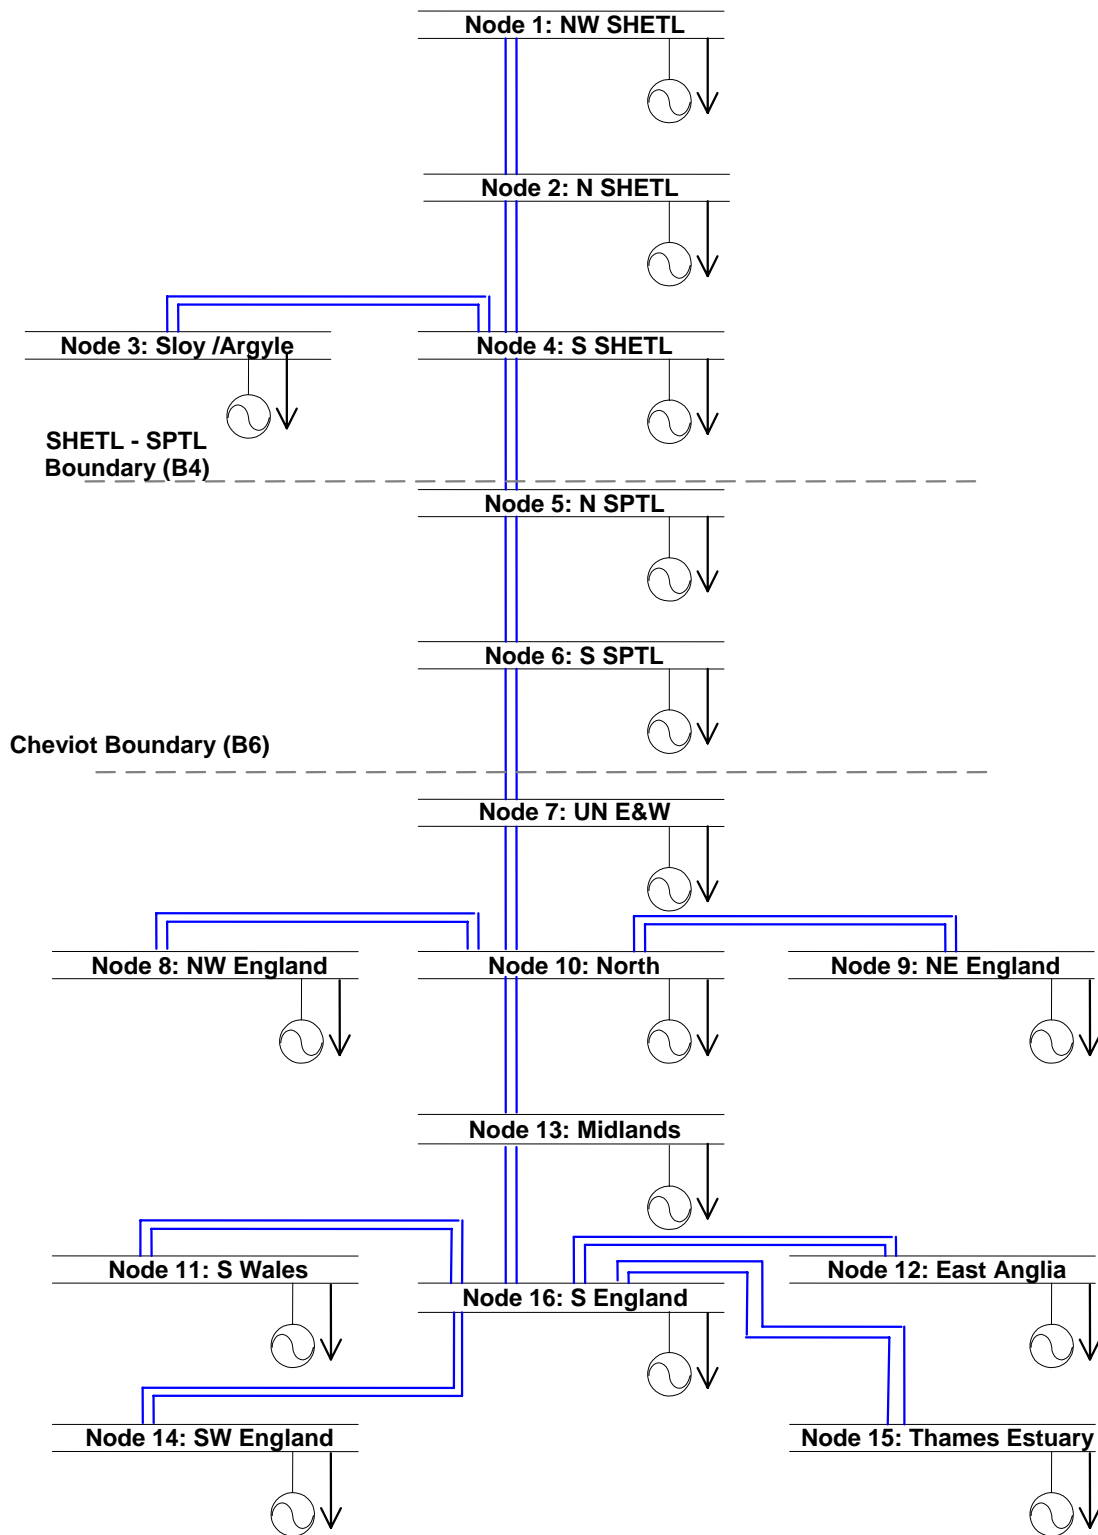 Node 1: NW SHETL
Node 2: N SHETL
Node 3: Sloy /Argyle
Node 4: S SHETL
SHETL - SPTL
Boundary (B4)
Node 5: N SPTL
Node 6: S SPTL
Cheviot Boundary (B6)
Node 7: UN E&W
Node 8: NW England
Node 10: North
Node 9: NE England
Node 13: Midlands
Node 11: S Wales
Node 12: East Anglia
Node 16: S England
Node 14: SW England
Node 15: Thames Estuary